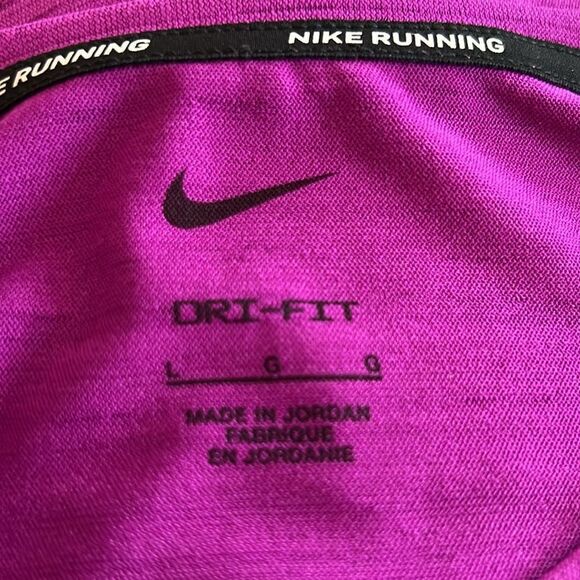 E RUNNING
NIKE RUNNING
DRI-FIT
L G G
MADE IN JORDAN
FABRIQUE
EN JORDANIE